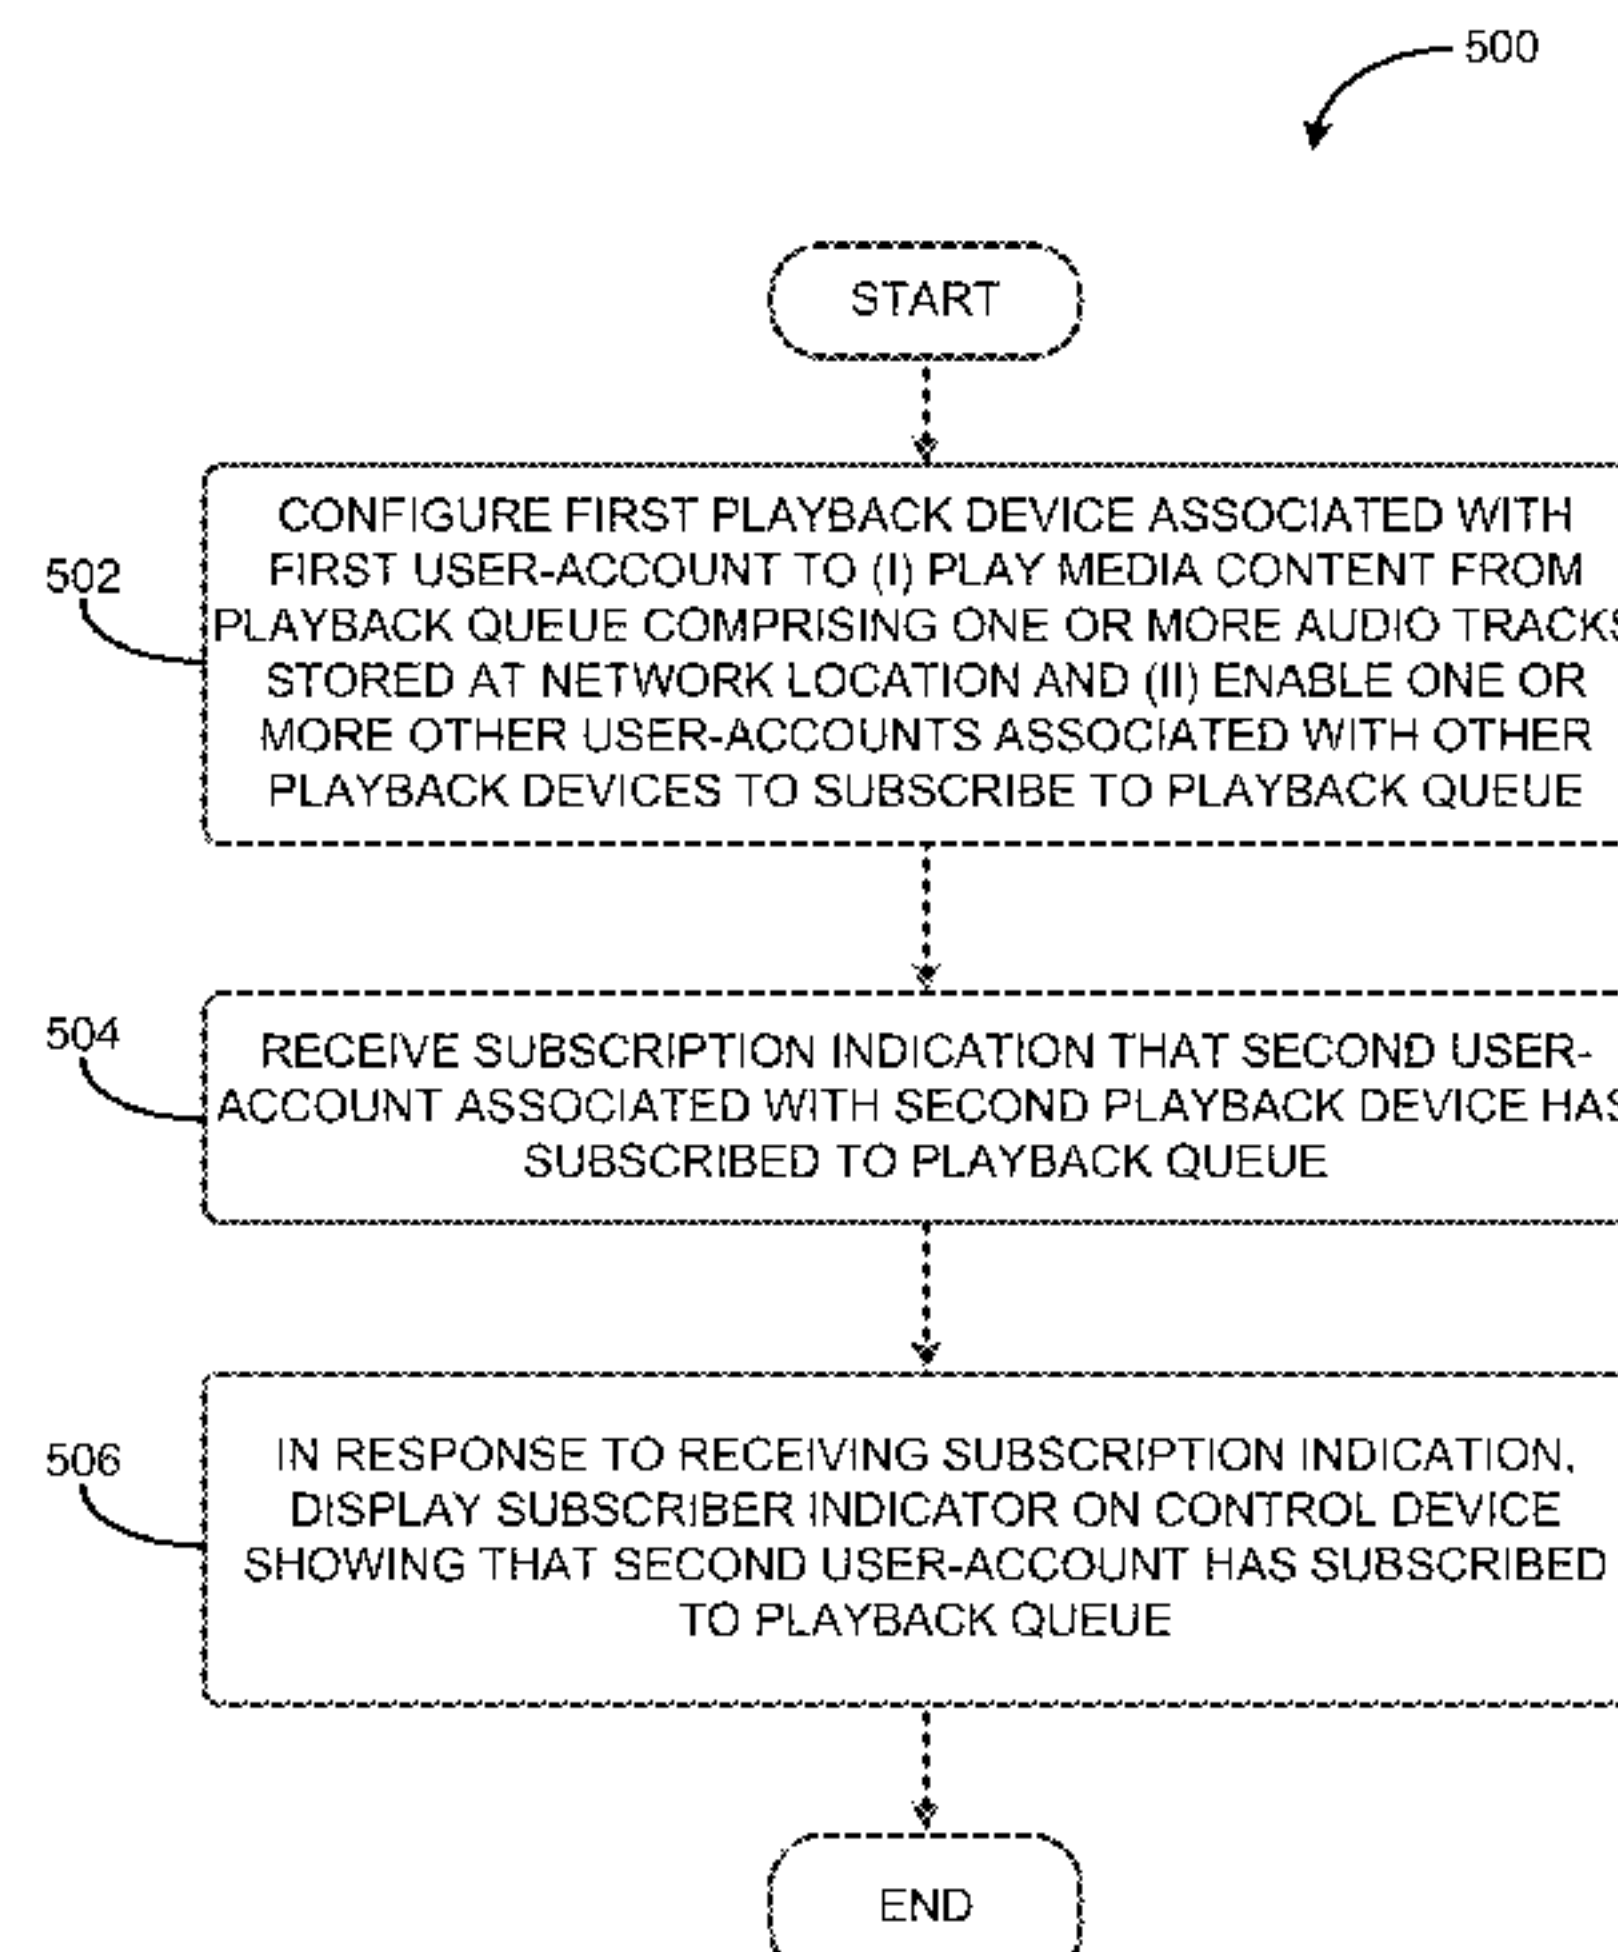 500
START
502
CONFIGURE FIRST PLAYBACK DEVICE ASSOCIATED WITH
FIRST USER-ACCOUNT TO (I) PLAY MEDIA CONTENT FROM
PLAYBACK QUEUE COMPRISING ONE OR MORE AUDIO TRACKS
STORED AT NETWORK LOCATION AND (II) ENABLE ONE OR
MORE OTHER USER-ACCOUNTS ASSOCIATED WITH OTHER
PLAYBACK DEVICES TO SUBSCRIBE TO PLAYBACK QUEUE
504
RECEIVE SUBSCRIPTION INDICATION THAT SECOND USER-
ACCOUNT ASSOCIATED WITH SECOND PLAYBACK DEVICE HAS
SUBSCRIBED TO PLAYBACK QUEUE
506
IN RESPONSE TO RECEIVING SUBSCRIPTION INDICATION,
DISPLAY SUBSCRIBER INDICATOR ON CONTROL DEVICE
SHOWING THAT SECOND USER-ACCOUNT HAS SUBSCRIBED
TO PLAYBACK QUEUE
END